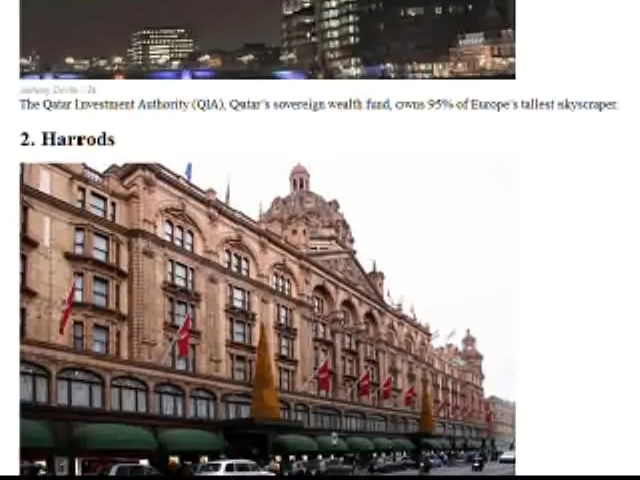 The Qatar Investment Authority (QIA), Qatar's sovereign wealth fund, owns 95% of Europe's tallest skyscraper.
2. Harrods